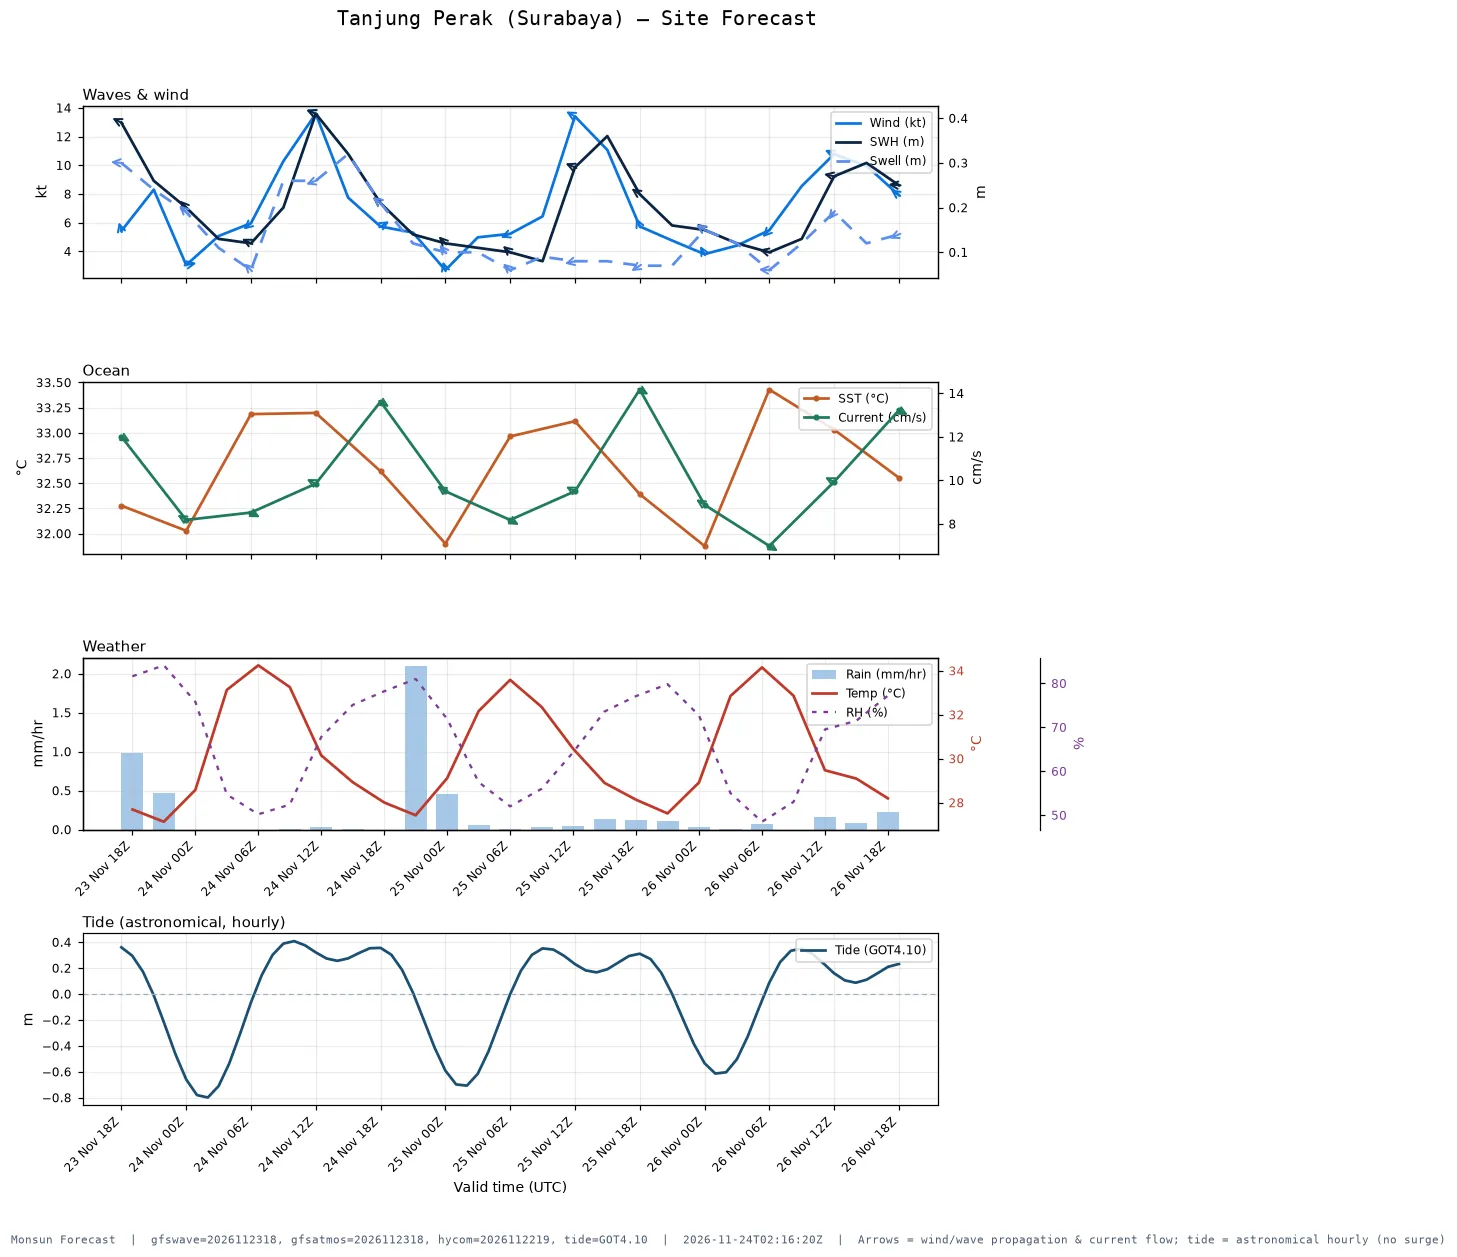 Tanjung Perak (Surabaya) — Site Forecast
Waves & wind
14
12
10
8
6
4
kt
0.4
0.3
0.2
0.1
m
Wind (kt)
SWH (m)
Swell (m)
Ocean
33.50
33.25
33.00
32.75
32.50
32.25
32.00
°C
14
12
10
8
cm/s
SST (°C)
Current (cm/s)
Weather
2.0
1.5
1.0
0.5
0.0
mm/hr
34
32
30
28
°C
80
70
60
50
%
Rain (mm/hr)
Temp (°C)
RH (%)
23 Nov 18Z
24 Nov 00Z
24 Nov 06Z
24 Nov 12Z
24 Nov 18Z
25 Nov 00Z
25 Nov 06Z
25 Nov 12Z
25 Nov 18Z
26 Nov 00Z
26 Nov 06Z
26 Nov 12Z
26 Nov 18Z
Tide (astronomical, hourly)
0.4
0.2
0.0
−0.2
−0.4
−0.6
−0.8
m
Tide (GOT4.10)
23 Nov 18Z
24 Nov 00Z
24 Nov 06Z
24 Nov 12Z
24 Nov 18Z
25 Nov 00Z
25 Nov 06Z
25 Nov 12Z
25 Nov 18Z
26 Nov 00Z
26 Nov 06Z
26 Nov 12Z
26 Nov 18Z
Valid time (UTC)
Monsun Forecast | gfswave=2026112318, gfsatmos=2026112318, hycom=2026112219, tide=GOT4.10 | 2026-11-24T02:16:20Z | Arrows = wind/wave propagation & current flow; tide = astronomical hourly (no surge)